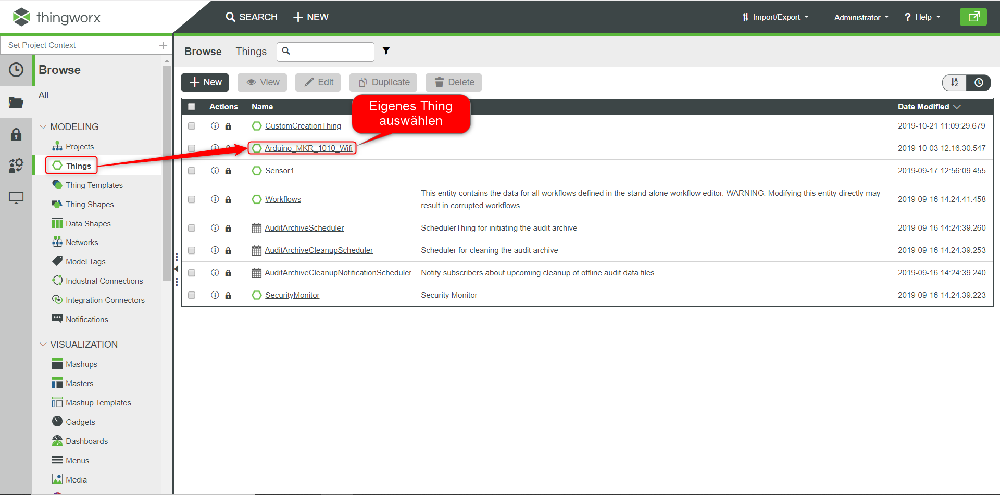 thingworx
SEARCH
NEW
Import/Export
Administrator
? Help
Set Project Context
Browse
All
MODELING
Projects
Things
Thing Templates
Thing Shapes
Data Shapes
Networks
Model Tags
Industrial Connections
Integration Connectors
Notifications
VISUALIZATION
Mashups
Masters
Mashup Templates
Gadgets
Dashboards
Menus
Media
Browse
Things
New
View
Edit
Duplicate
Delete
Eigenes Thing
auswählen
Actions Name Date Modified
CustomCreationThing 2019-10-21 11:09:29.679
Arduino_MKR_1010_Wifi 2019-10-03 12:16:30.547
Sensor1 2019-09-17 12:56:09.455
Workflows This entity contains the data for all workflows defined in the stand-alone workflow editor. WARNING: Modifying this entity directly may 2019-09-16 14:24:41.458
result in corrupted workflows.
AuditArchiveScheduler SchedulerThing for initiating the audit archive 2019-09-16 14:24:39.260
AuditArchiveCleanupScheduler Scheduler for cleaning the audit archive 2019-09-16 14:24:39.253
AuditArchiveCleanupNotificationScheduler Notify subscribers about upcoming cleanup of offline audit data files 2019-09-16 14:24:39.240
SecurityMonitor Security Monitor 2019-09-16 14:24:39.223